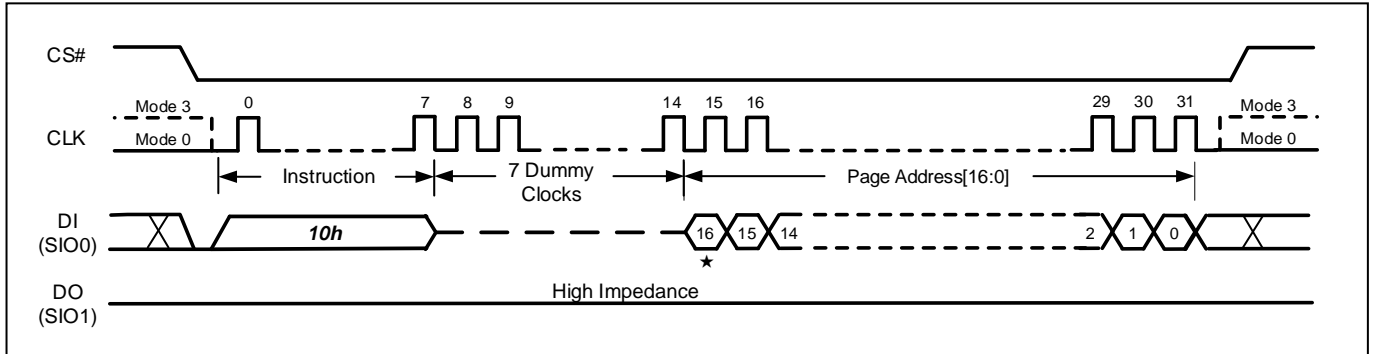 CS#
Mode 3 0 7 8 9 14 15 16 29 30 31 Mode 3
CLK Mode 0 Mode 0
Instruction 7 Dummy Clocks Page Address[16:0]
DI (SIO0) 10h 16 15 14 2 1 0
★
DO (SIO1) High Impedance